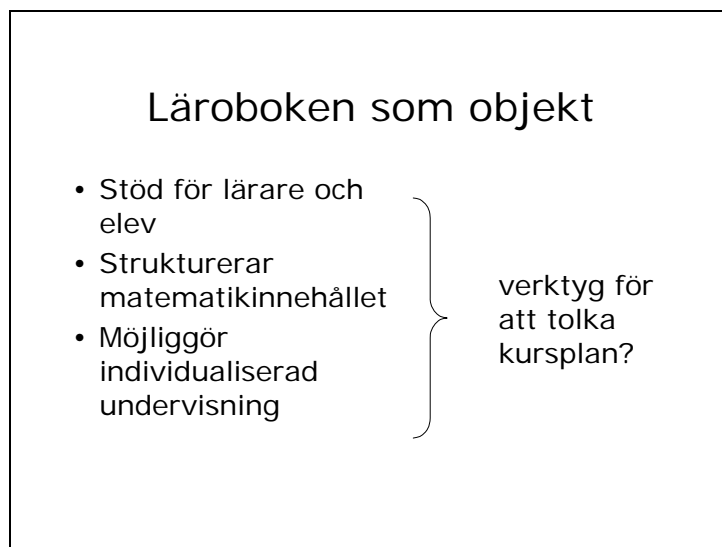 Läroboken som objekt
• Stöd för lärare och
elev
• Strukturerar
matematikinnehållet
• Möjliggör
individualiserad
undervisning
verktyg för
att tolka
kursplan?